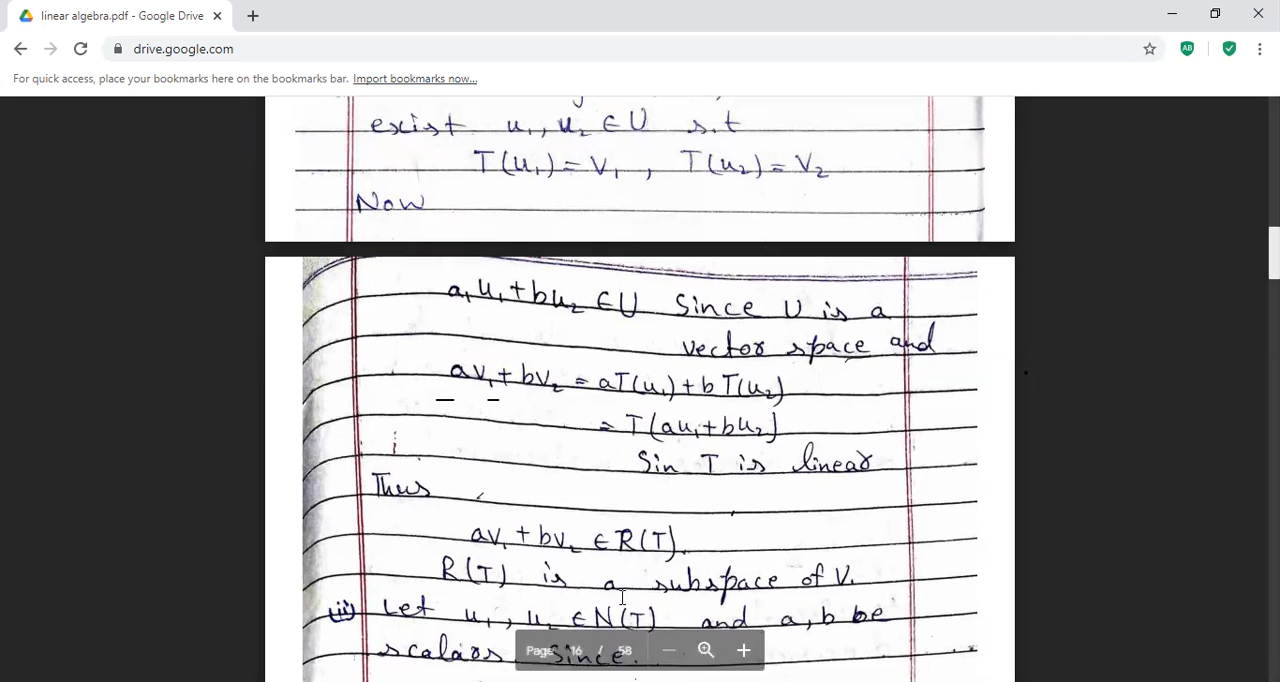 linear algebra.pdf - Google Drive
drive.google.com
For quick access, place your bookmarks here on the bookmarks bar. Import bookmarks now...
exist u₁, u₂ ∈ U s.t
T(u₁) = V₁ , T(u₂) = V₂
Now
a₁u₁ + bu₂ ∈ U Since U is a
vector space and
av₁ + bv₂ = aT(u₁) + bT(u₂)
= T(au₁ + bu₂)
Sin T is linear
Thus
av₁ + bv₂ ∈ R(T).
R(T) is a subspace of V.
(ii) Let u₁, u₂ ∈ N(T) and a, b be
scalars Since
Page 16 / 58